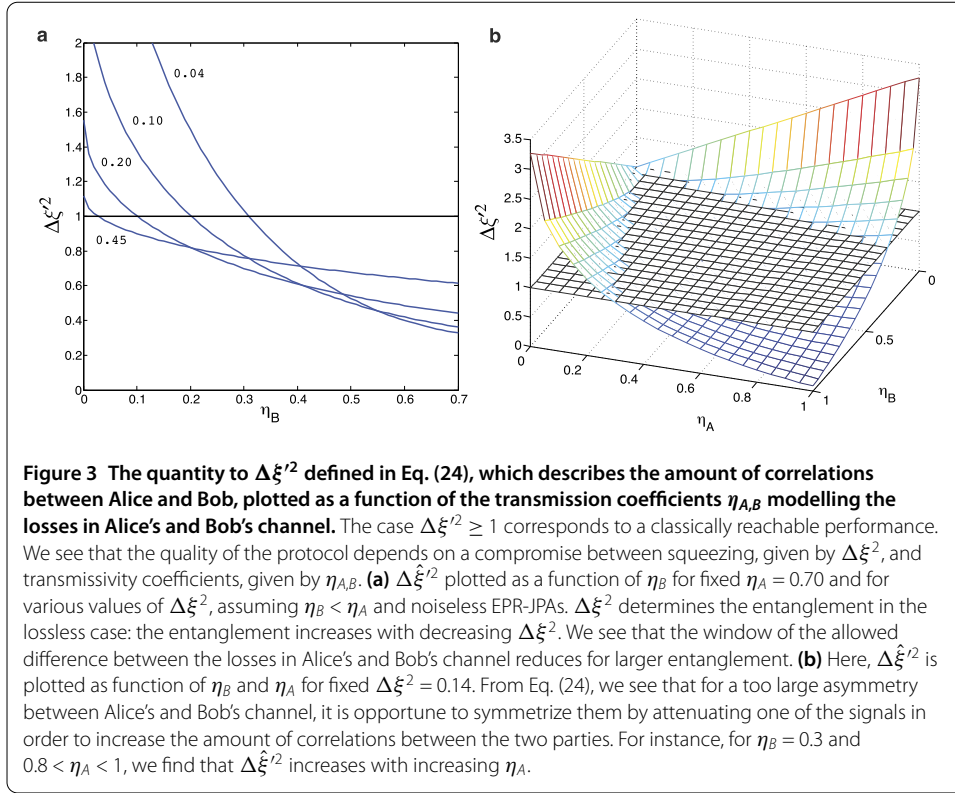 a
2
1.8
1.6
1.4
1.2
1
0.8
0.6
0.4
0.2
0
0.04
0.10
0.20
0.45
Δξ′²
0 0.1 0.2 0.3 0.4 0.5 0.6 0.7
η_B
b
3.5
3
2.5
2
1.5
1
0.5
0
Δξ′²
0 0.2 0.4 0.6 0.8 1
η_A
0
0.5
1
η_B
Figure 3 The quantity to Δξ′² defined in Eq. (24), which describes the amount of correlations
between Alice and Bob, plotted as a function of the transmission coefficients η_{A,B} modelling the
losses in Alice's and Bob's channel. The case Δξ′² ≥ 1 corresponds to a classically reachable performance.
We see that the quality of the protocol depends on a compromise between squeezing, given by Δξ², and
transmissivity coefficients, given by η_{A,B}. (a) Δξ̂′² plotted as a function of η_B for fixed η_A = 0.70 and for
various values of Δξ², assuming η_B < η_A and noiseless EPR-JPAs. Δξ² determines the entanglement in the
lossless case: the entanglement increases with decreasing Δξ². We see that the window of the allowed
difference between the losses in Alice's and Bob's channel reduces for larger entanglement. (b) Here, Δξ̂′² is
plotted as function of η_B and η_A for fixed Δξ² = 0.14. From Eq. (24), we see that for a too large asymmetry
between Alice's and Bob's channel, it is opportune to symmetrize them by attenuating one of the signals in
order to increase the amount of correlations between the two parties. For instance, for η_B = 0.3 and
0.8 < η_A < 1, we find that Δξ̂′² increases with increasing η_A.